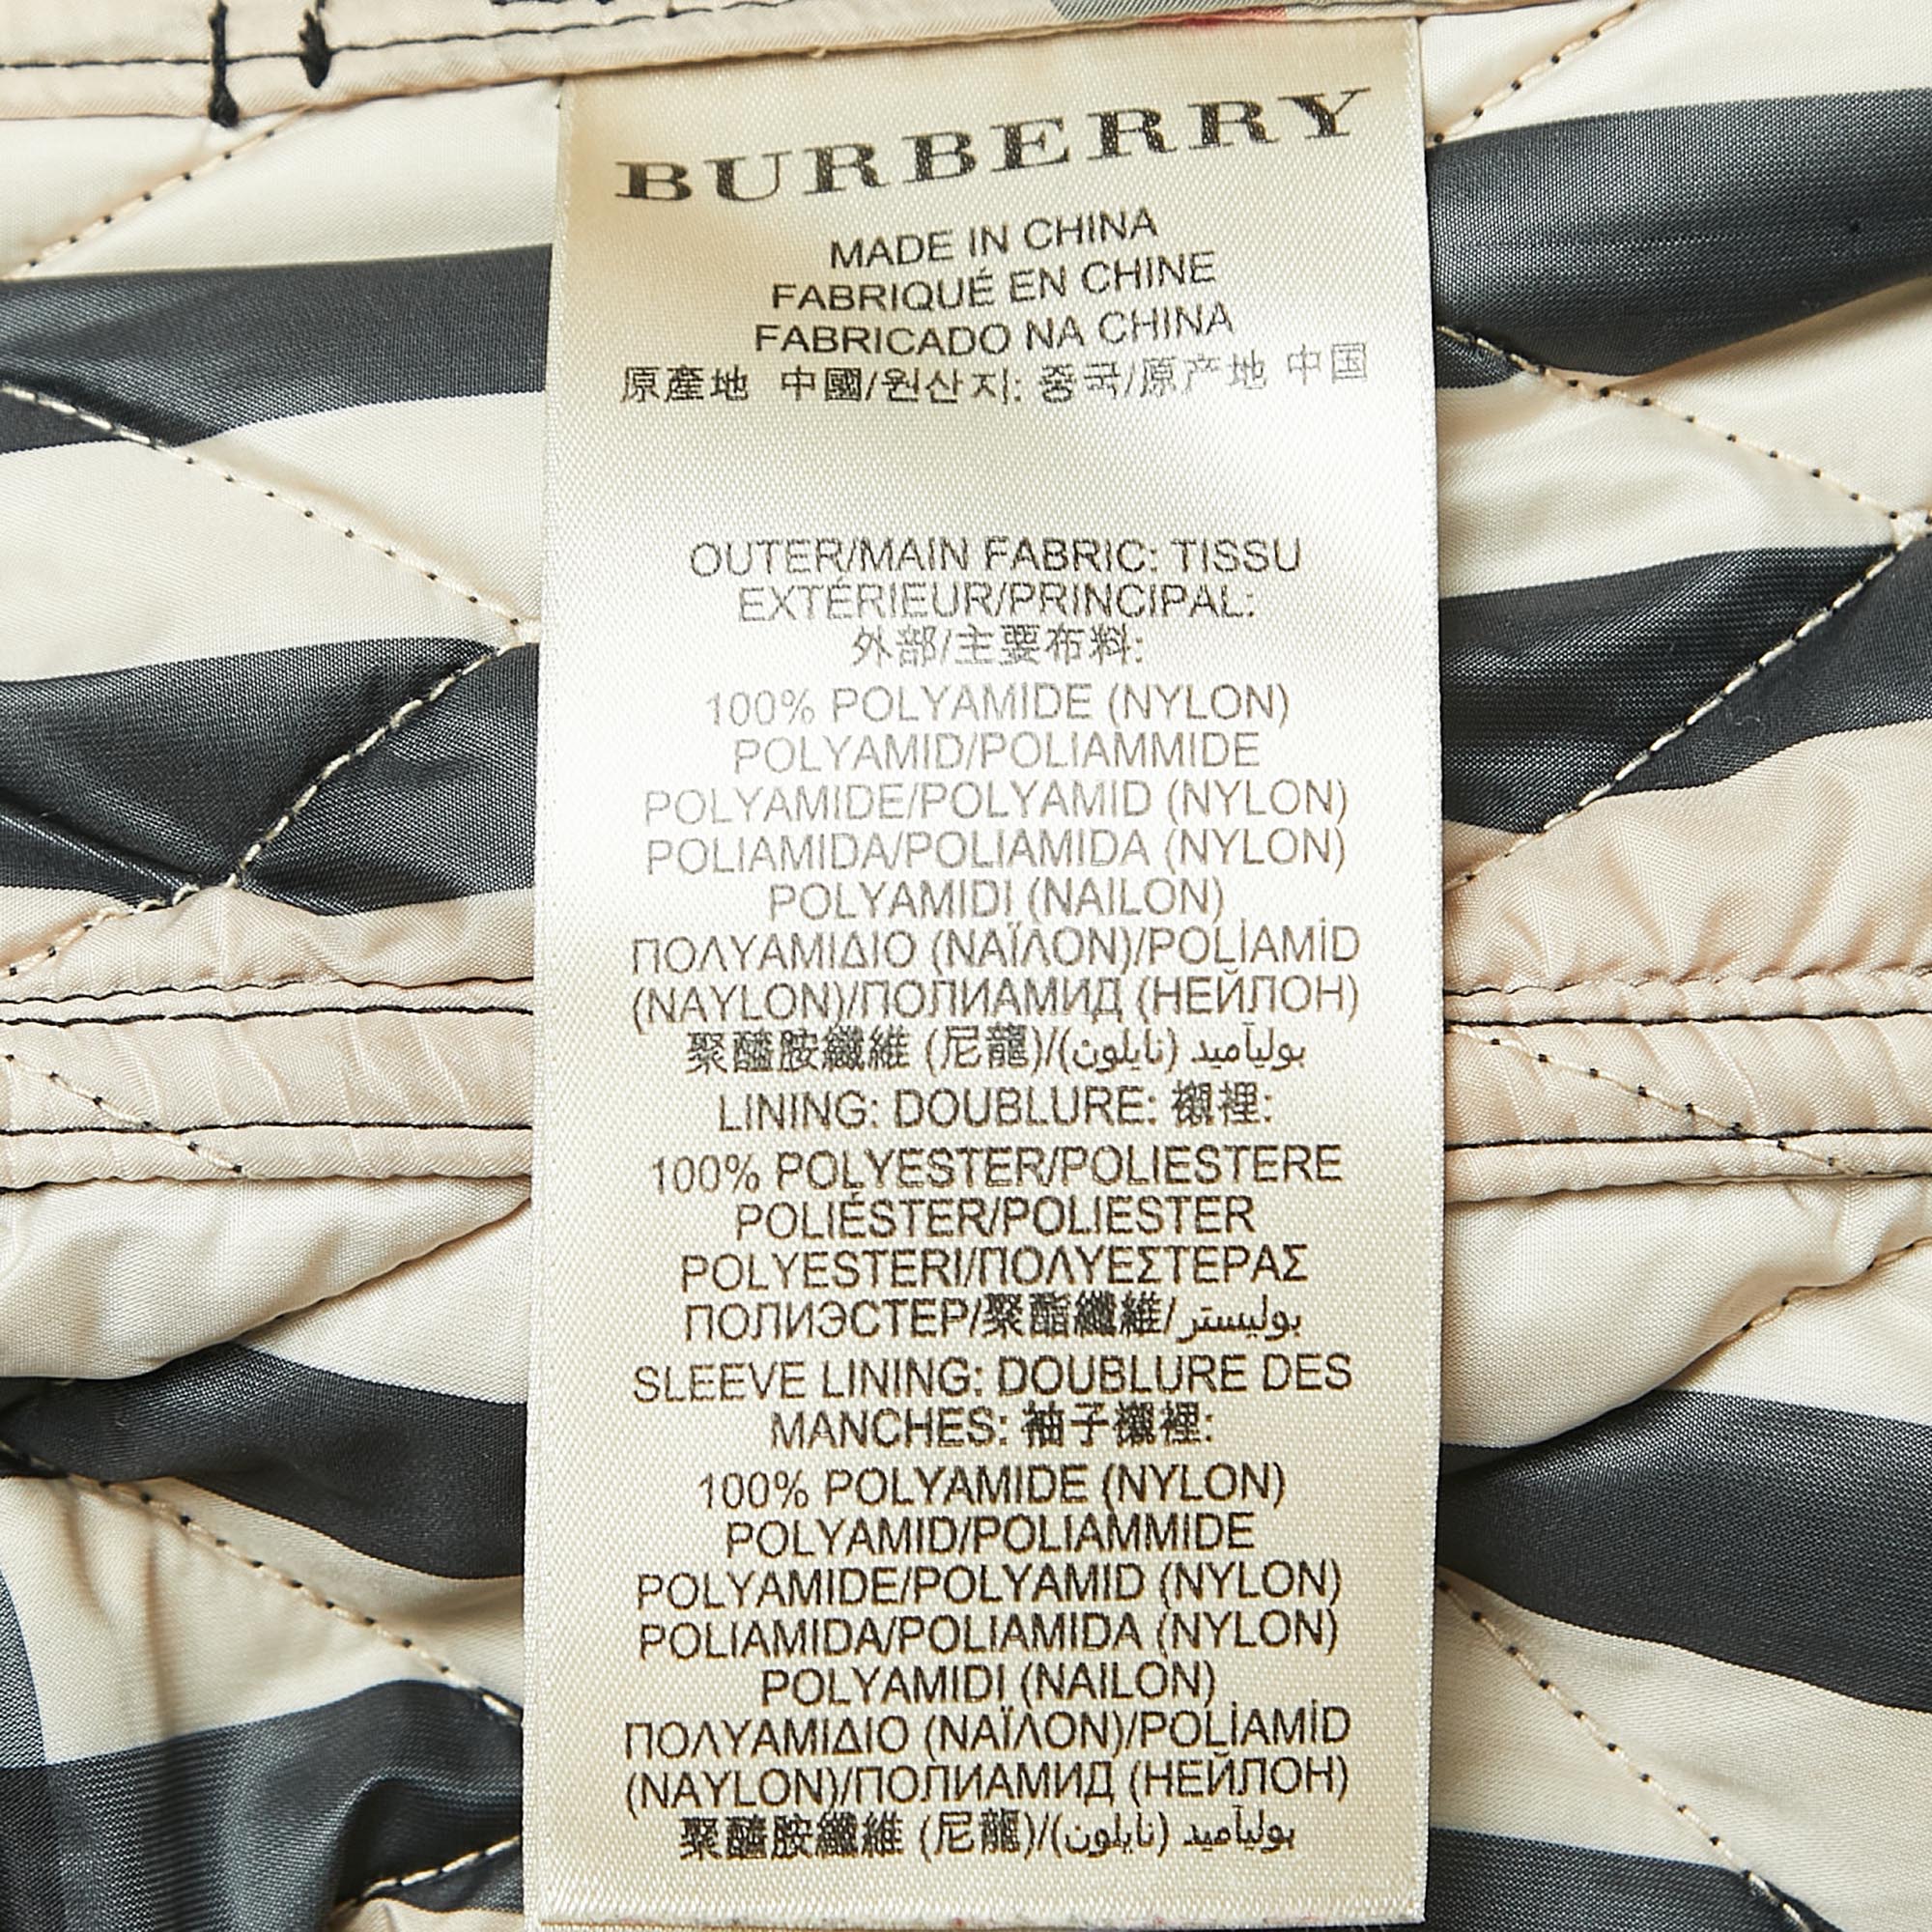 BURBERRY
MADE IN CHINA
FABRIQUÉ EN CHINE
FABRICADO NA CHINA
原產地 中國/원산지: 중국/原产地 中国
OUTER/MAIN FABRIC: TISSU
EXTÉRIEUR/PRINCIPAL:
外部/主要布料:
100% POLYAMIDE (NYLON)
POLYAMID/POLIAMMIDE
POLYAMIDE/POLYAMID (NYLON)
POLIAMIDA/POLIAMIDA (NYLON)
POLYAMIDI (NAILON)
ΠΟΛΥΑΜΙΔΙΟ (ΝΑΪΛΟΝ)/POLİAMİD
(NAYLON)/ПОЛИАМИД (НЕЙЛОН)
聚醯胺纖維 (尼龍)/بولیآمید (نایلون)
LINING: DOUBLURE: 襯裡:
100% POLYESTER/POLIESTERE
POLIÉSTER/POLIESTER
POLYESTERI/ΠΟΛΥΕΣΤΕΡΑΣ
ПОЛИЭСТЕР/聚酯纖維/بولیستر
SLEEVE LINING: DOUBLURE DES
MANCHES: 袖子襯裡:
100% POLYAMIDE (NYLON)
POLYAMID/POLIAMMIDE
POLYAMIDE/POLYAMID (NYLON)
POLIAMIDA/POLIAMIDA (NYLON)
POLYAMIDI (NAILON)
ΠΟΛΥΑΜΙΔΙΟ (ΝΑΪΛΟΝ)/POLİAMİD
(NAYLON)/ПОЛИАМИД (НЕЙЛОН)
聚醯胺纖維 (尼龍)/بولیآمید (نایلون)